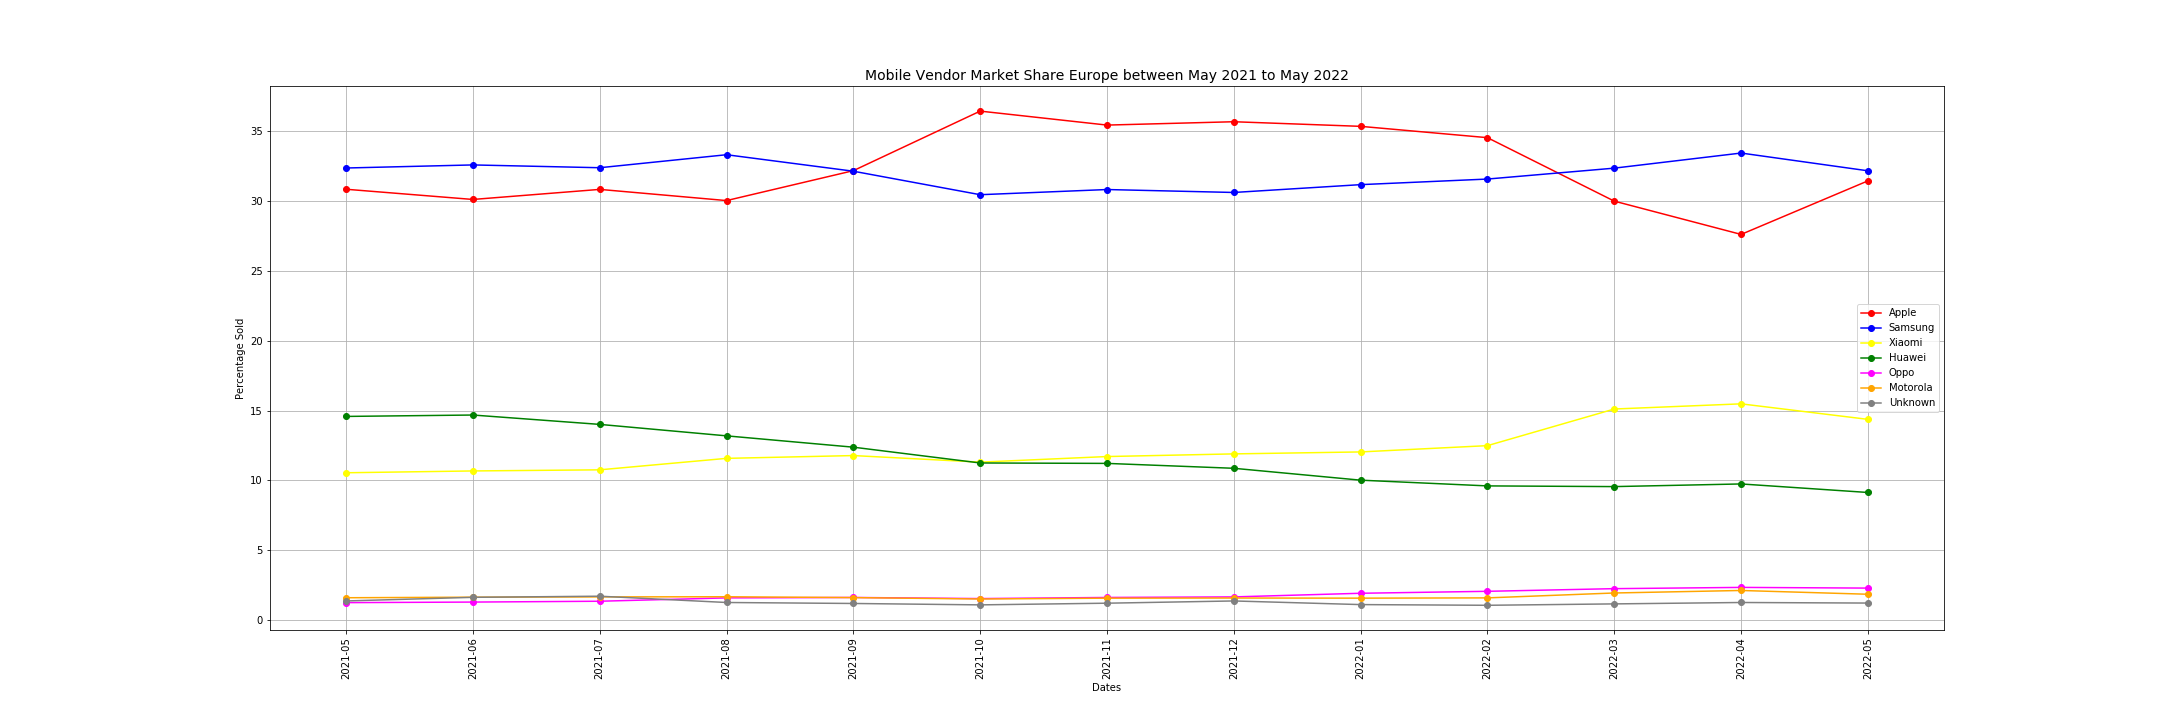 Mobile Vendor Market Share Europe between May 2021 to May 2022
35
30
25
20
15
10
5
0
Percentage Sold
Apple
Samsung
Xiaomi
Huawei
Oppo
Motorola
Unknown
2021-05
2021-06
2021-07
2021-08
2021-09
2021-10
2021-11
2021-12
2022-01
2022-02
2022-03
2022-04
2022-05
Dates